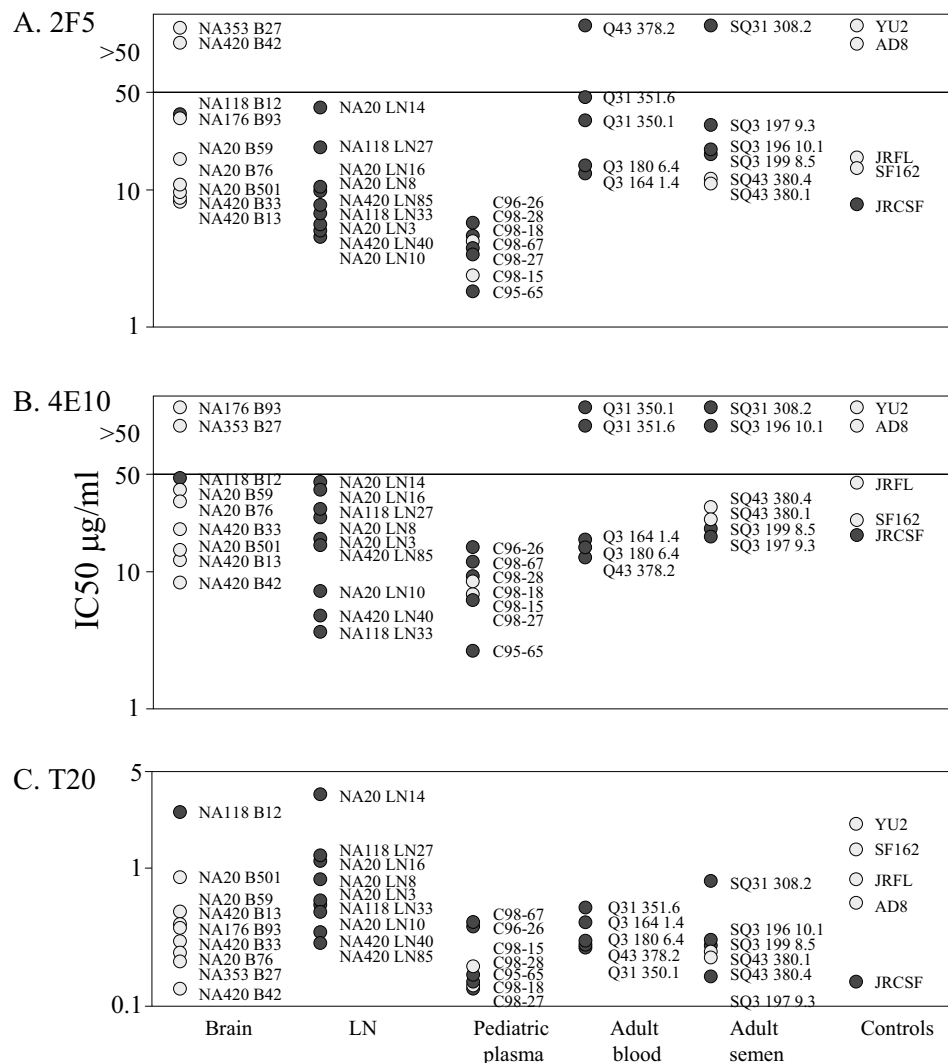 A. 2F5
>50
50
10
1
NA353 B27
NA420 B42
NA118 B12
NA176 B93
NA20 B59
NA20 B76
NA20 B501
NA420 B33
NA420 B13
NA20 LN14
NA118 LN27
NA20 LN16
NA20 LN8
NA420 LN85
NA118 LN33
NA20 LN3
NA420 LN40
NA20 LN10
C96-26
C98-28
C98-18
C98-67
C98-27
C98-15
C95-65
Q43 378.2
Q31 351.6
Q31 350.1
Q3 180 6.4
Q3 164 1.4
SQ31 308.2
SQ3 197 9.3
SQ3 196 10.1
SQ3 199 8.5
SQ43 380.4
SQ43 380.1
YU2
AD8
JRFL
SF162
JRCSF
B. 4E10
>50
50
10
1
IC50 µg/ml
NA176 B93
NA353 B27
NA118 B12
NA20 B59
NA20 B76
NA420 B33
NA20 B501
NA420 B13
NA420 B42
NA20 LN14
NA20 LN16
NA118 LN27
NA20 LN8
NA20 LN3
NA420 LN85
NA20 LN10
NA420 LN40
NA118 LN33
C96-26
C98-67
C98-28
C98-18
C98-15
C98-27
C95-65
Q31 350.1
Q31 351.6
Q3 164 1.4
Q3 180 6.4
Q43 378.2
SQ31 308.2
SQ3 196 10.1
SQ43 380.4
SQ43 380.1
SQ3 199 8.5
SQ3 197 9.3
YU2
AD8
JRFL
SF162
JRCSF
C. T20
5
1
0.1
NA118 B12
NA20 B501
NA20 B59
NA420 B13
NA176 B93
NA420 B33
NA20 B76
NA353 B27
NA420 B42
NA20 LN14
NA118 LN27
NA20 LN16
NA20 LN8
NA20 LN3
NA118 LN33
NA20 LN10
NA420 LN40
NA420 LN85
C98-67
C96-26
C98-15
C98-28
C95-65
C98-18
C98-27
Q31 351.6
Q3 164 1.4
Q3 180 6.4
Q43 378.2
Q31 350.1
SQ31 308.2
SQ3 196 10.1
SQ3 199 8.5
SQ43 380.1
SQ43 380.4
SQ3 197 9.3
YU2
SF162
JRFL
AD8
JRCSF
Brain
LN
Pediatric
plasma
Adult
blood
Adult
semen
Controls